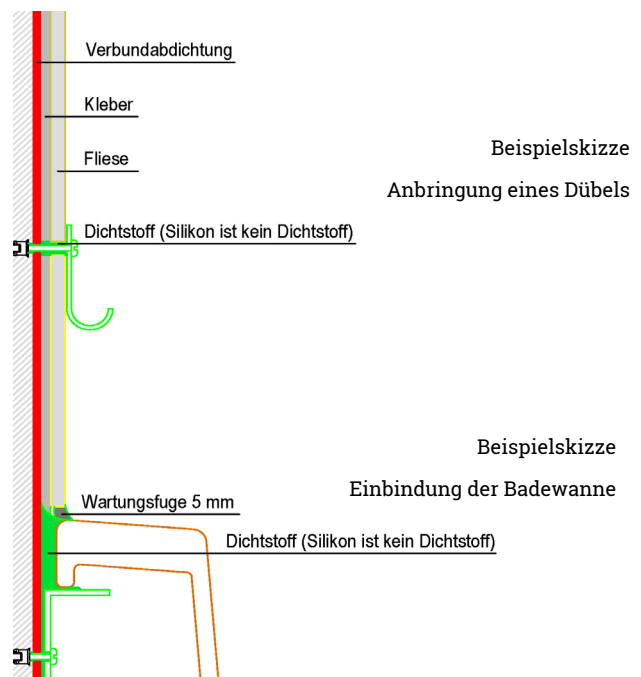 Verbundabdichtung
Kleber
Beispielskizze
Fliese
Anbringung eines Dübels
Dichtstoff (Silikon ist kein Dichtstoff)
Beispielskizze
Einbindung der Badewanne
Wartungsfuge 5 mm
Dichtstoff (Silikon ist kein Dichtstoff)